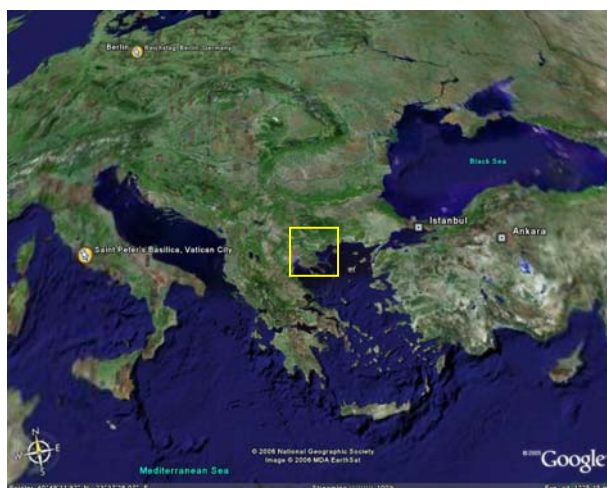 Berlin
Reichstag, Berlin, Germany
Black Sea
Istanbul
Ankara
Saint Peter's Basilica, Vatican City
© 2006 National Geographic Society
Image © 2006 MDA EarthSat
Google
Mediterranean Sea
N
W
E
S